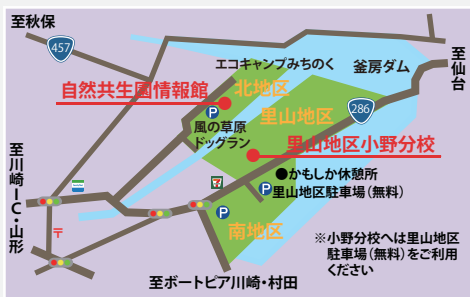 至秋保
457
エコキャンプみちのく
釜房ダム
至仙台
自然共生園情報館
北地区
286
P
風の草原
ドッグラン
里山地区
里山地区小野分校
至川崎IC・山形
7
●かもしか休憩所
P
里山地区駐車場(無料)
〒
P
南地区
※小野分校へは里山地区
駐車場(無料)をご利用
ください
至ボートピア川崎・村田